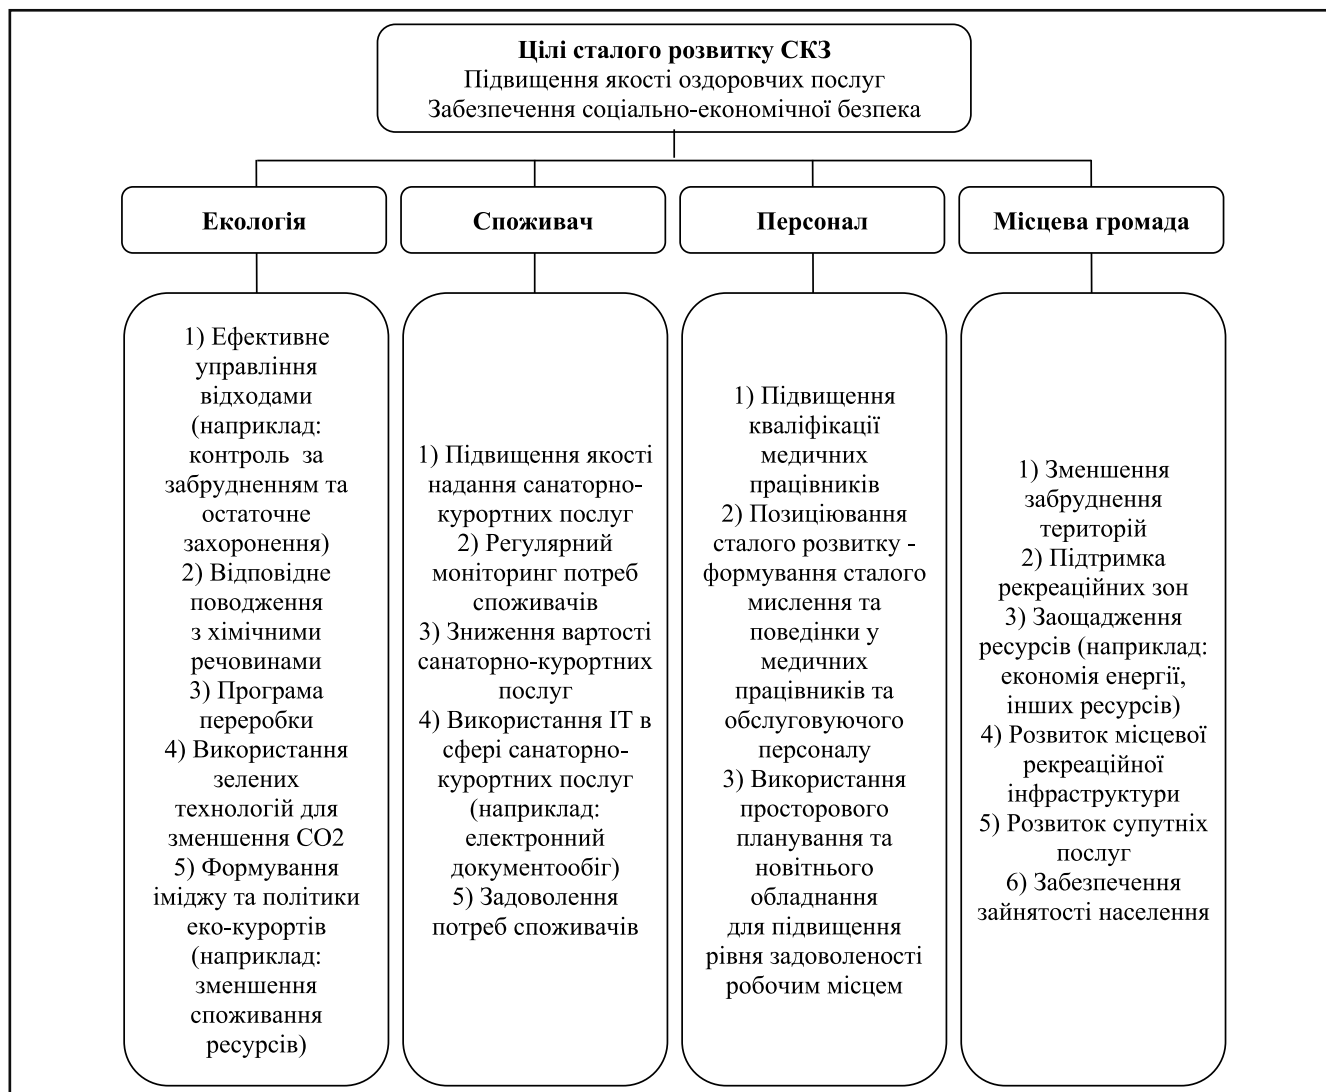 Цілі сталого розвитку СКЗ
Підвищення якості оздоровчих послуг
Забезпечення соціально-економічної безпека
Екологія
Споживач
Персонал
Місцева громада
1) Ефективне
управління
відходами
(наприклад:
контроль за
забрудненням та
остаточне
захоронення)
2) Відповідне
поводження
з хімічними
речовинами
3) Програма
переробки
4) Використання
зелених
технологій для
зменшення СО2
5) Формування
іміджу та політики
еко-курортів
(наприклад:
зменшення
споживання
ресурсів)
1) Підвищення якості
надання санаторно-
курортних послуг
2) Регулярний
моніторинг потреб
споживачів
3) Зниження вартості
санаторно-курортних
послуг
4) Використання ІТ в
сфері санаторно-
курортних послуг
(наприклад:
електронний
документообіг)
5) Задоволення
потреб споживачів
1) Підвищення
кваліфікації
медичних
працівників
2) Позиціювання
сталого розвитку -
формування сталого
мислення та
поведінки у
медичних
працівників та
обслуговуючого
персоналу
3) Використання
просторового
планування та
новітнього
обладнання
для підвищення
рівня задоволеності
робочим місцем
1) Зменшення
забруднення
територій
2) Підтримка
рекреаційних зон
3) Заощадження
ресурсів (наприклад:
економія енергії,
інших ресурсів)
4) Розвиток місцевої
рекреаційної
інфраструктури
5) Розвиток супутніх
послуг
6) Забезпечення
зайнятості населення